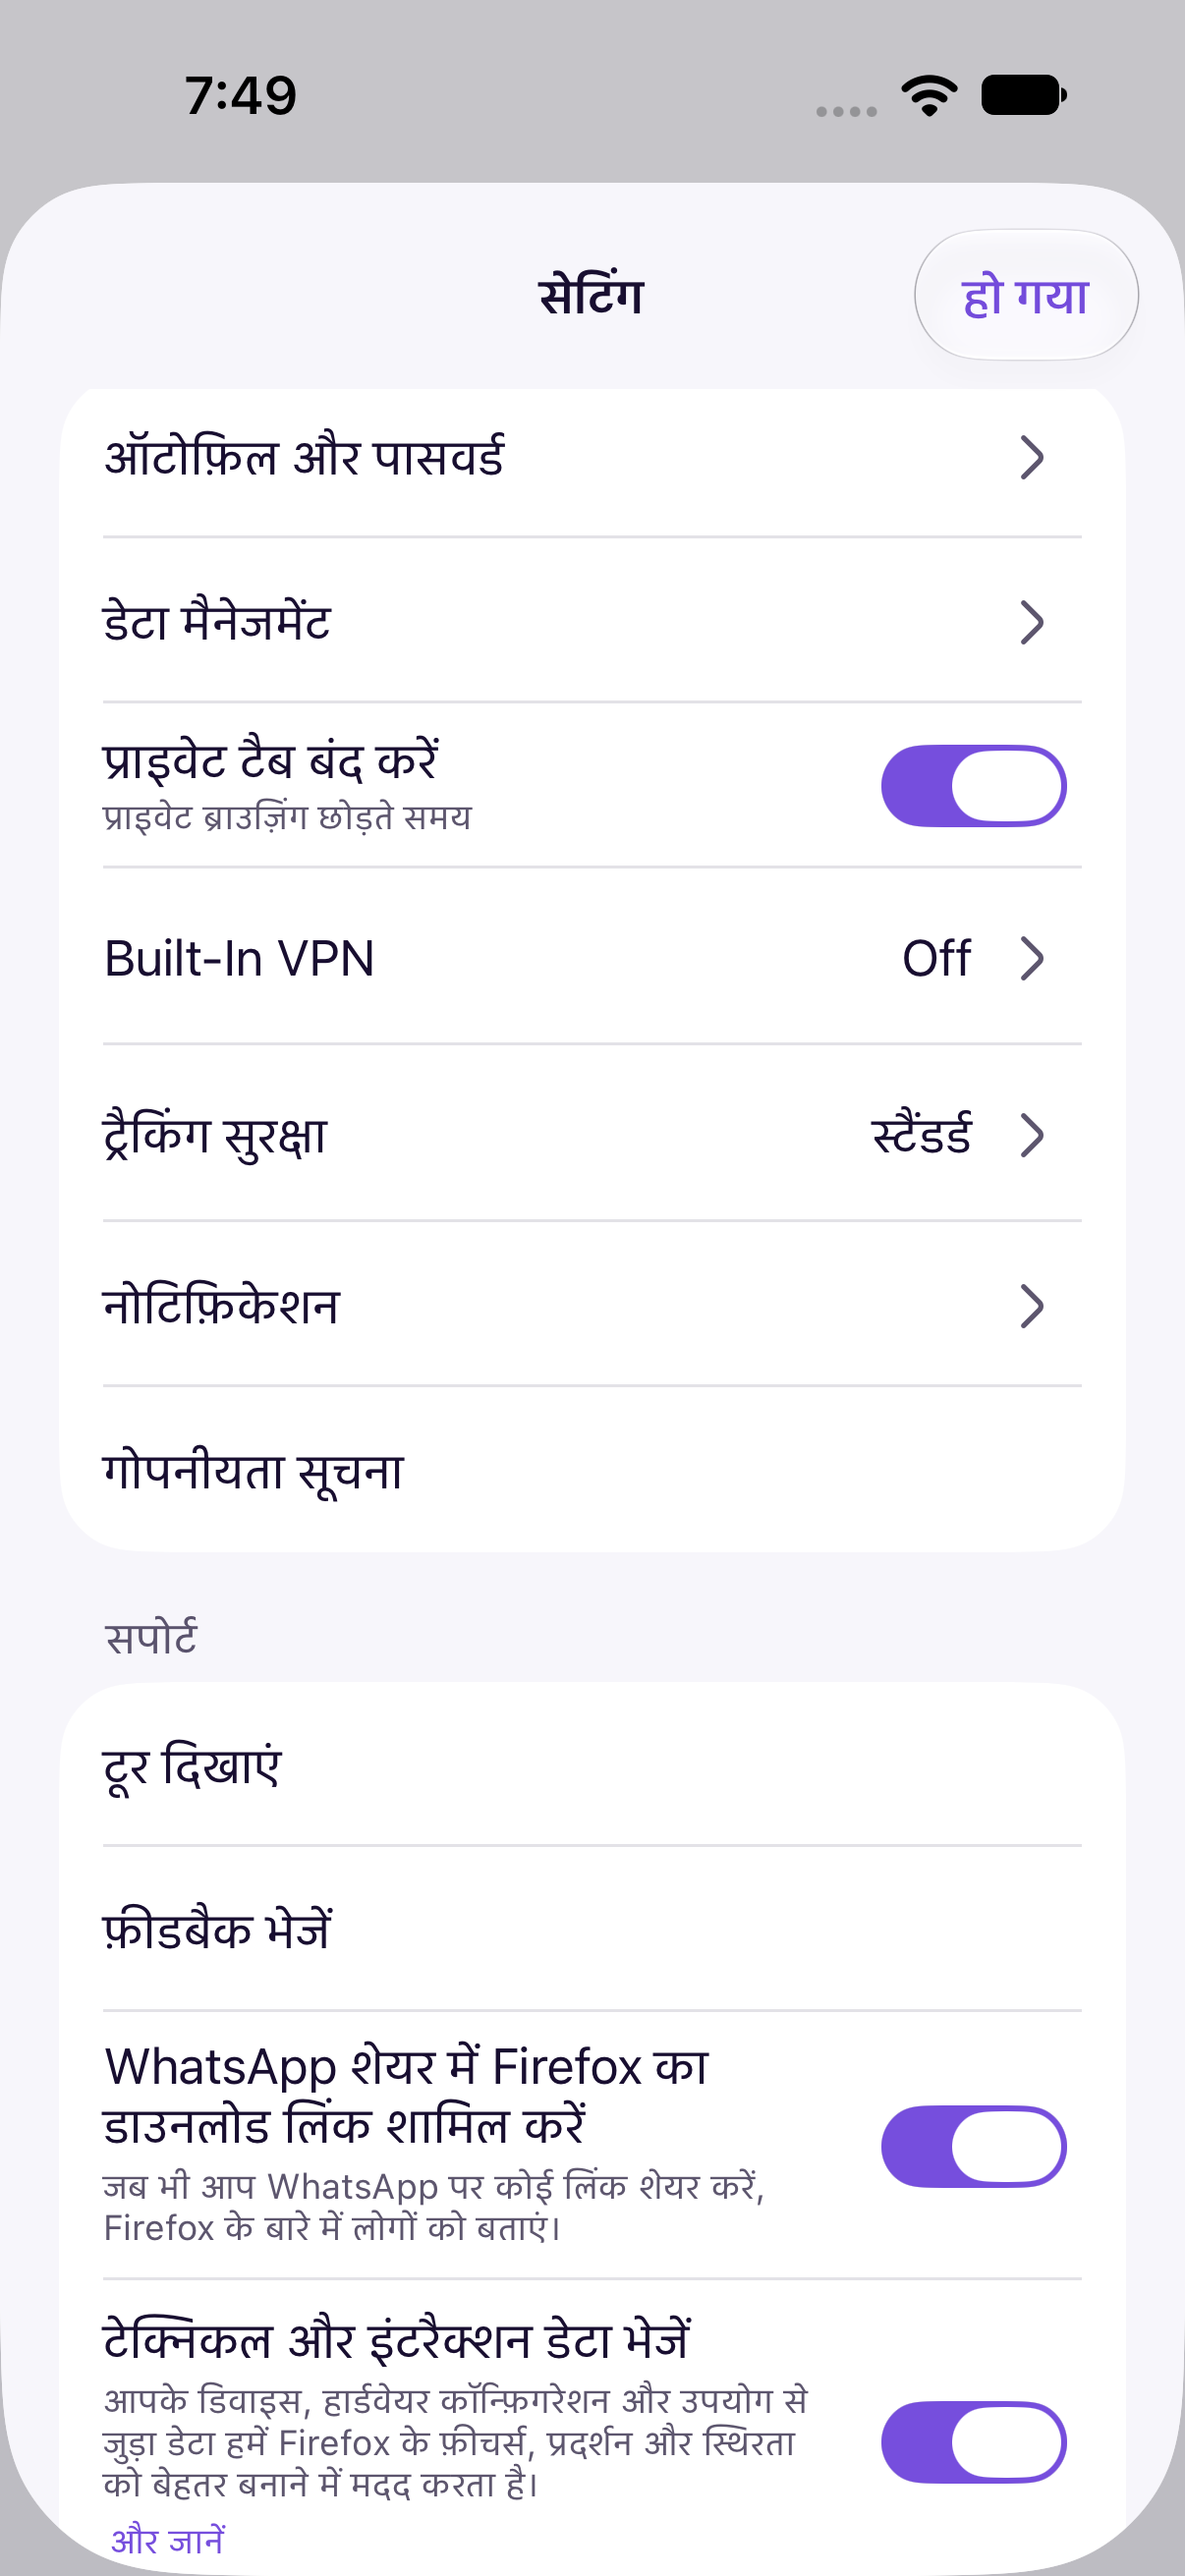 7:49
सेटिंग
हो गया
ऑटोफ़िल और पासवर्ड
डेटा मैनेजमेंट
प्राइवेट टैब बंद करें
प्राइवेट ब्राउज़िंग छोड़ते समय
Built-In VPN Off
ट्रैकिंग सुरक्षा स्टैंडर्ड
नोटिफ़िकेशन
गोपनीयता सूचना
सपोर्ट
टूर दिखाएं
फ़ीडबैक भेजें
WhatsApp शेयर में Firefox का
डाउनलोड लिंक शामिल करें
जब भी आप WhatsApp पर कोई लिंक शेयर करें,
Firefox के बारे में लोगों को बताएं।
टेक्निकल और इंटरैक्शन डेटा भेजें
आपके डिवाइस, हार्डवेयर कॉन्फ़िगरेशन और उपयोग से
जुड़ा डेटा हमें Firefox के फ़ीचर्स, प्रदर्शन और स्थिरता
को बेहतर बनाने में मदद करता है।
और जानें